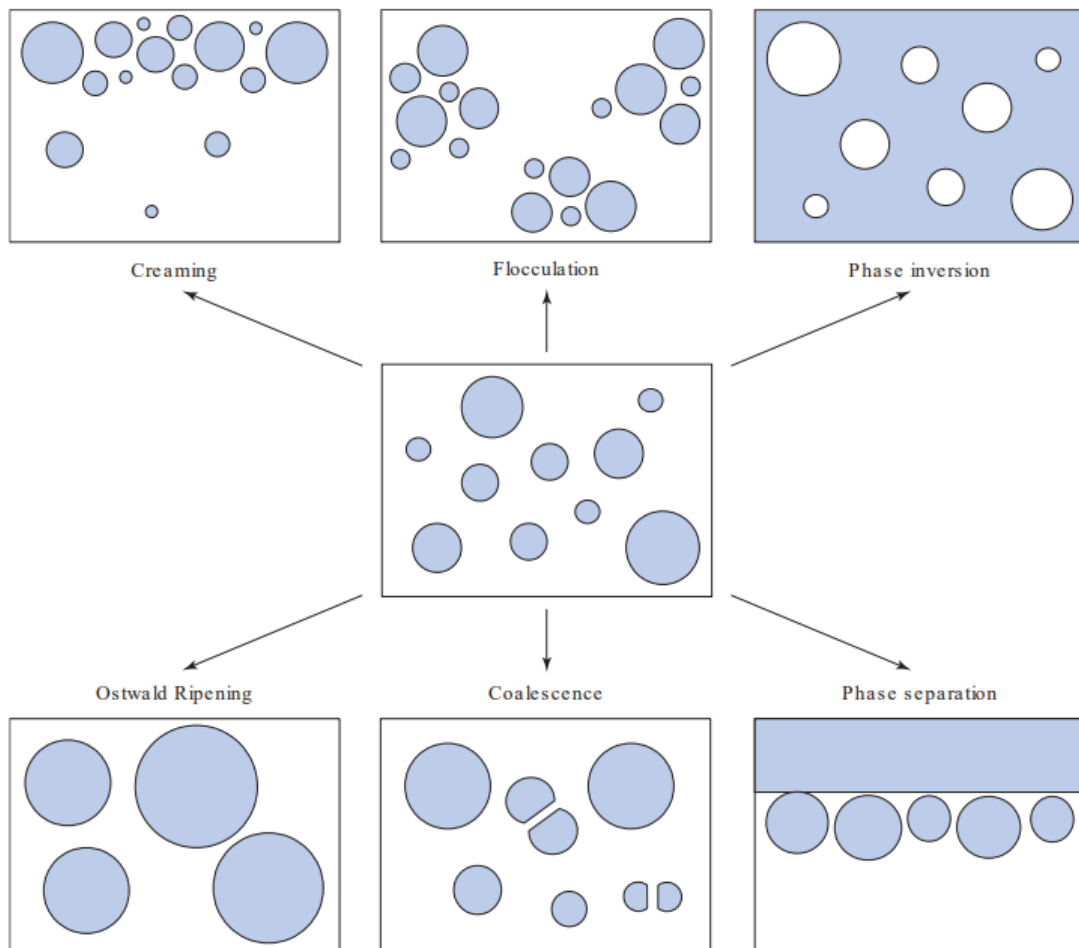 Creaming
Flocculation
Phase inversion
Ostwald Ripening
Coalescence
Phase separation